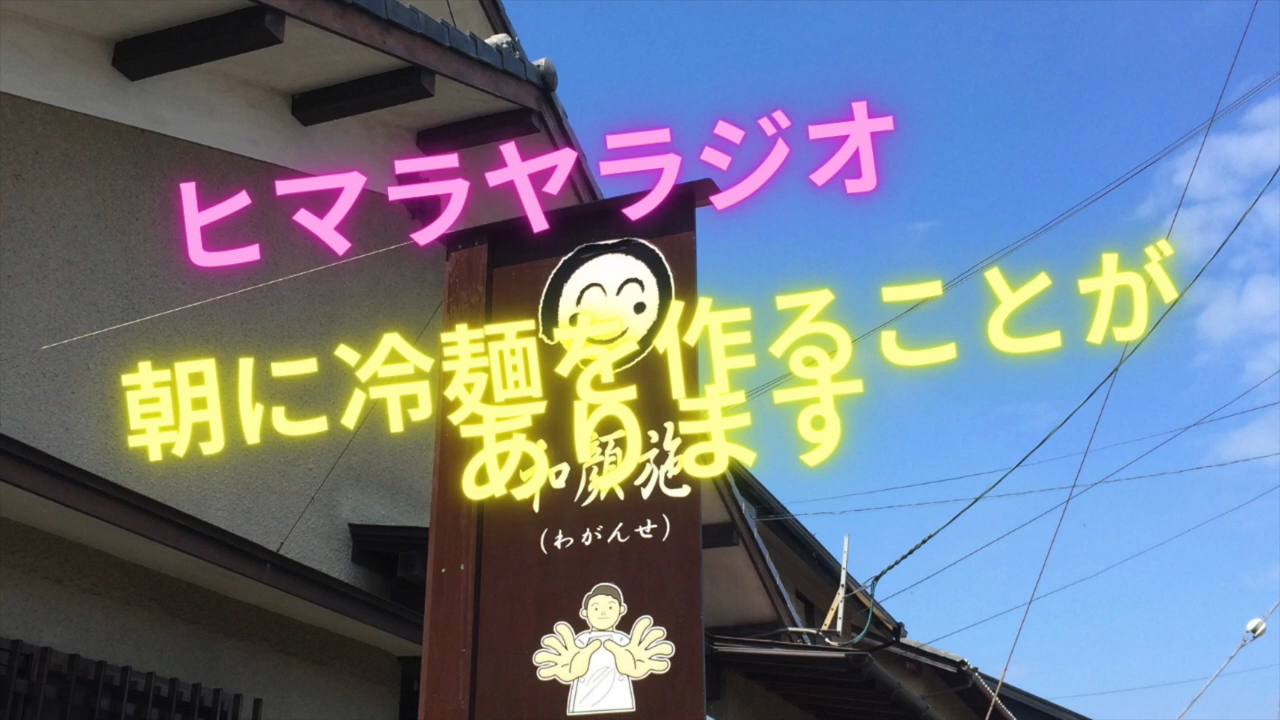 ヒマラヤラジオ
朝に冷麺を作ることが
あります
和顔施
(わがんせ)